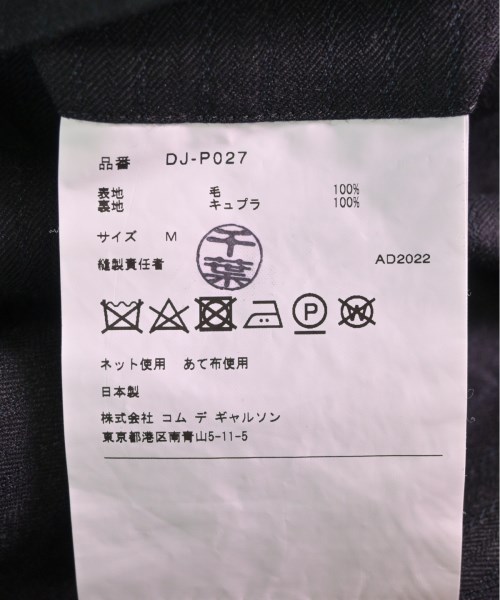 品番 DJ-P027
表地 毛 100%
裏地 キュプラ 100%
サイズ M
千葉
縫製責任者 AD2022
P W
ネット使用 あて布使用
日本製
株式会社 コム デ ギャルソン
東京都港区南青山5-11-5